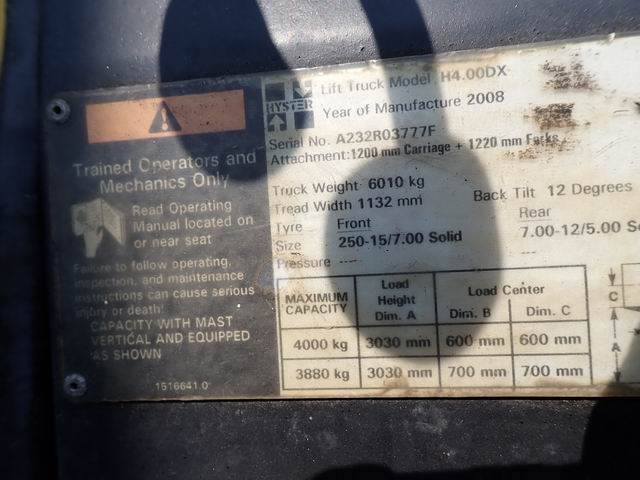 Trained Operators and
Mechanics Only
Read Operating
Manual located on
or near seat
Failure to follow operating,
inspection, and maintenance
instructions can cause serious
injury or death!
CAPACITY WITH MAST
VERTICAL AND EQUIPPED
AS SHOWN
1516641 0
HYSTER
Lift Truck Model H4.00DX
Year of Manufacture 2008
Serial No. A232R03777F
Attachment:1200 mm Carriage + 1220 mm Forks
Truck Weight 6010 kg
Tread Width 1132 mm Back Tilt 12 Degrees
Tyre Front Rear
Size 250-15/7.00 Solid 7.00-12/5.00
Pressure ---- ---
MAXIMUM CAPACITY Load Height Dim. A Load Center Dim. B Dim. C
4000 kg 3030 mm 600 mm 600 mm
3880 kg 3030 mm 700 mm 700 mm
C
A